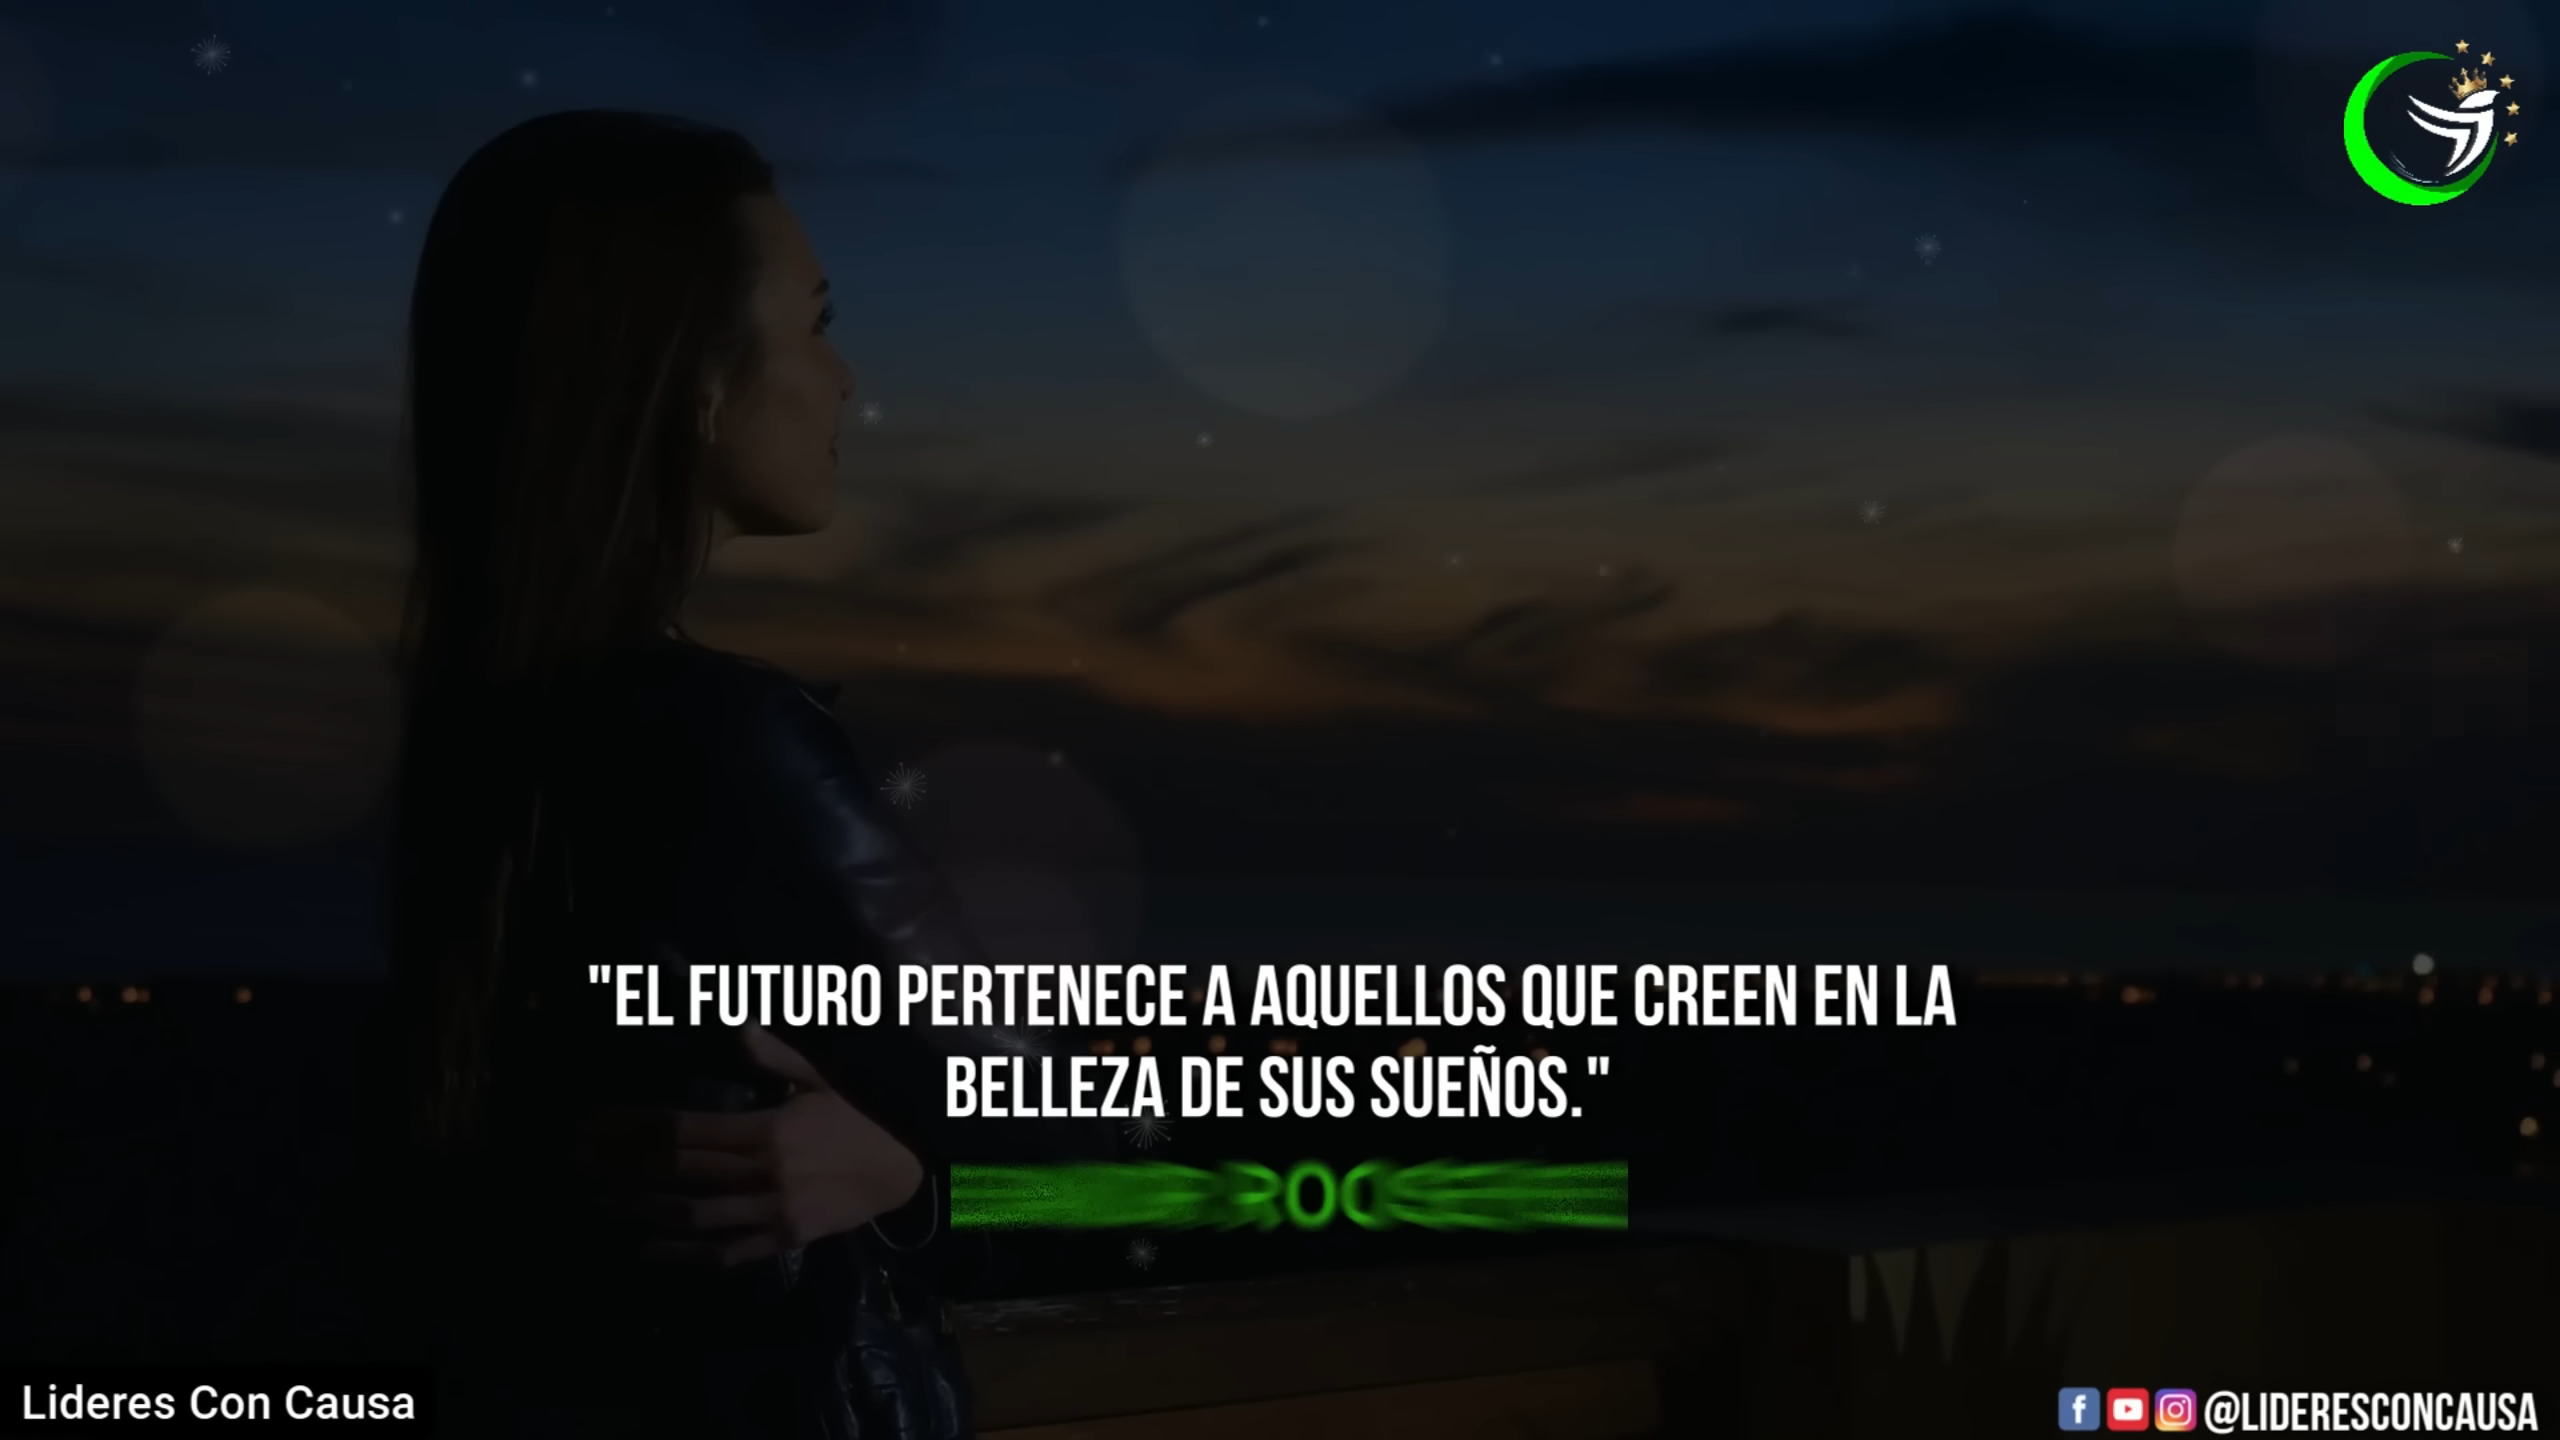 "EL FUTURO PERTENECE A AQUELLOS QUE CREEN EN LA
BELLEZA DE SUS SUEÑOS."
Lideres Con Causa
@LIDERESCONCAUSA